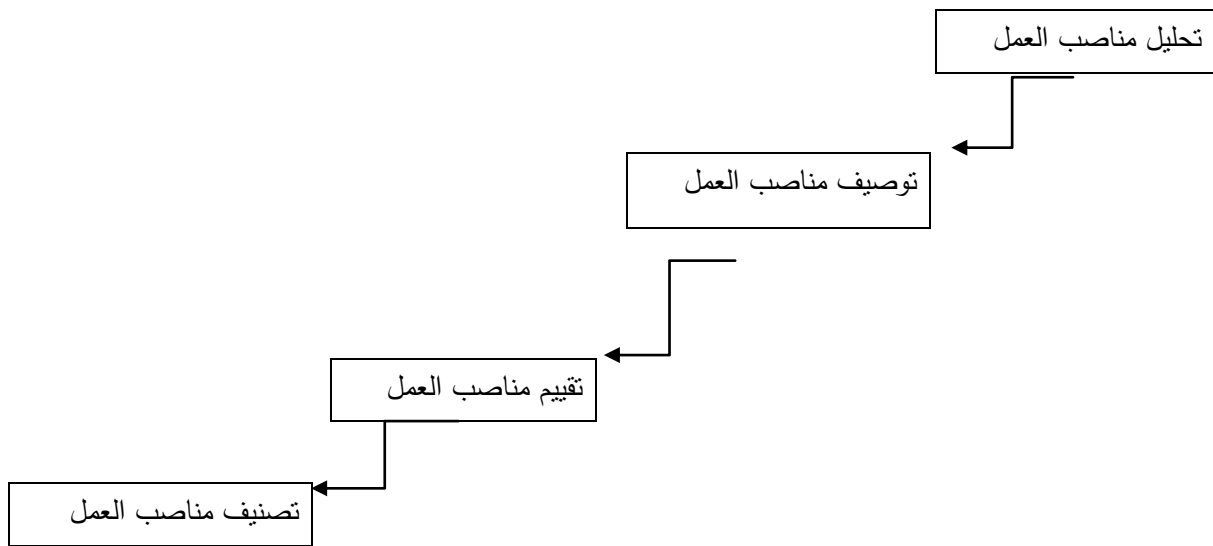 تحليل مناصب العمل
توصيف مناصب العمل
تقييم مناصب العمل
تصنيف مناصب العمل